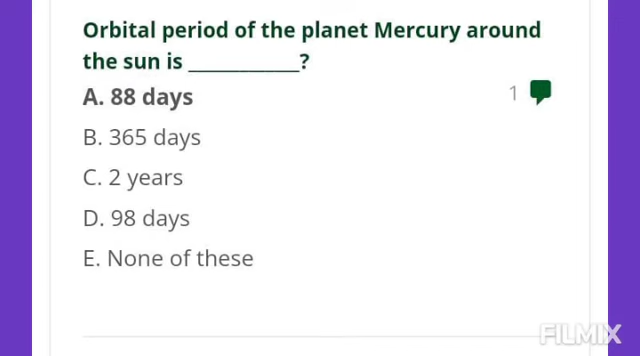 Orbital period of the planet Mercury around
the sun is ____________?
A. 88 days
1
B. 365 days
C. 2 years
D. 98 days
E. None of these
FILMIX